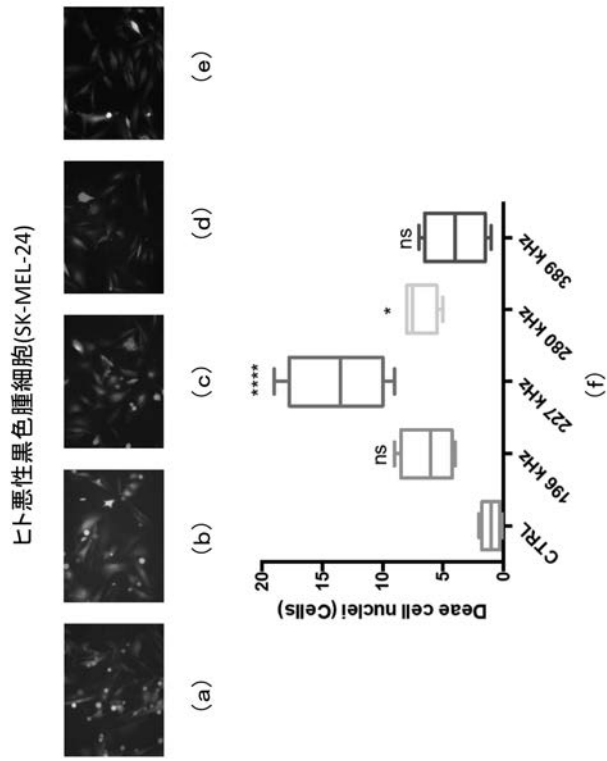 ヒト悪性黒色腫細胞(SK-MEL-24)
(a)
(b)
(c)
(d)
(e)
Deae cell nuclei (Cells)
20
15
10
5
0
ns
****
*
ns
CTRL
196 kHz
227 kHz
280 kHz
389 kHz
(f)